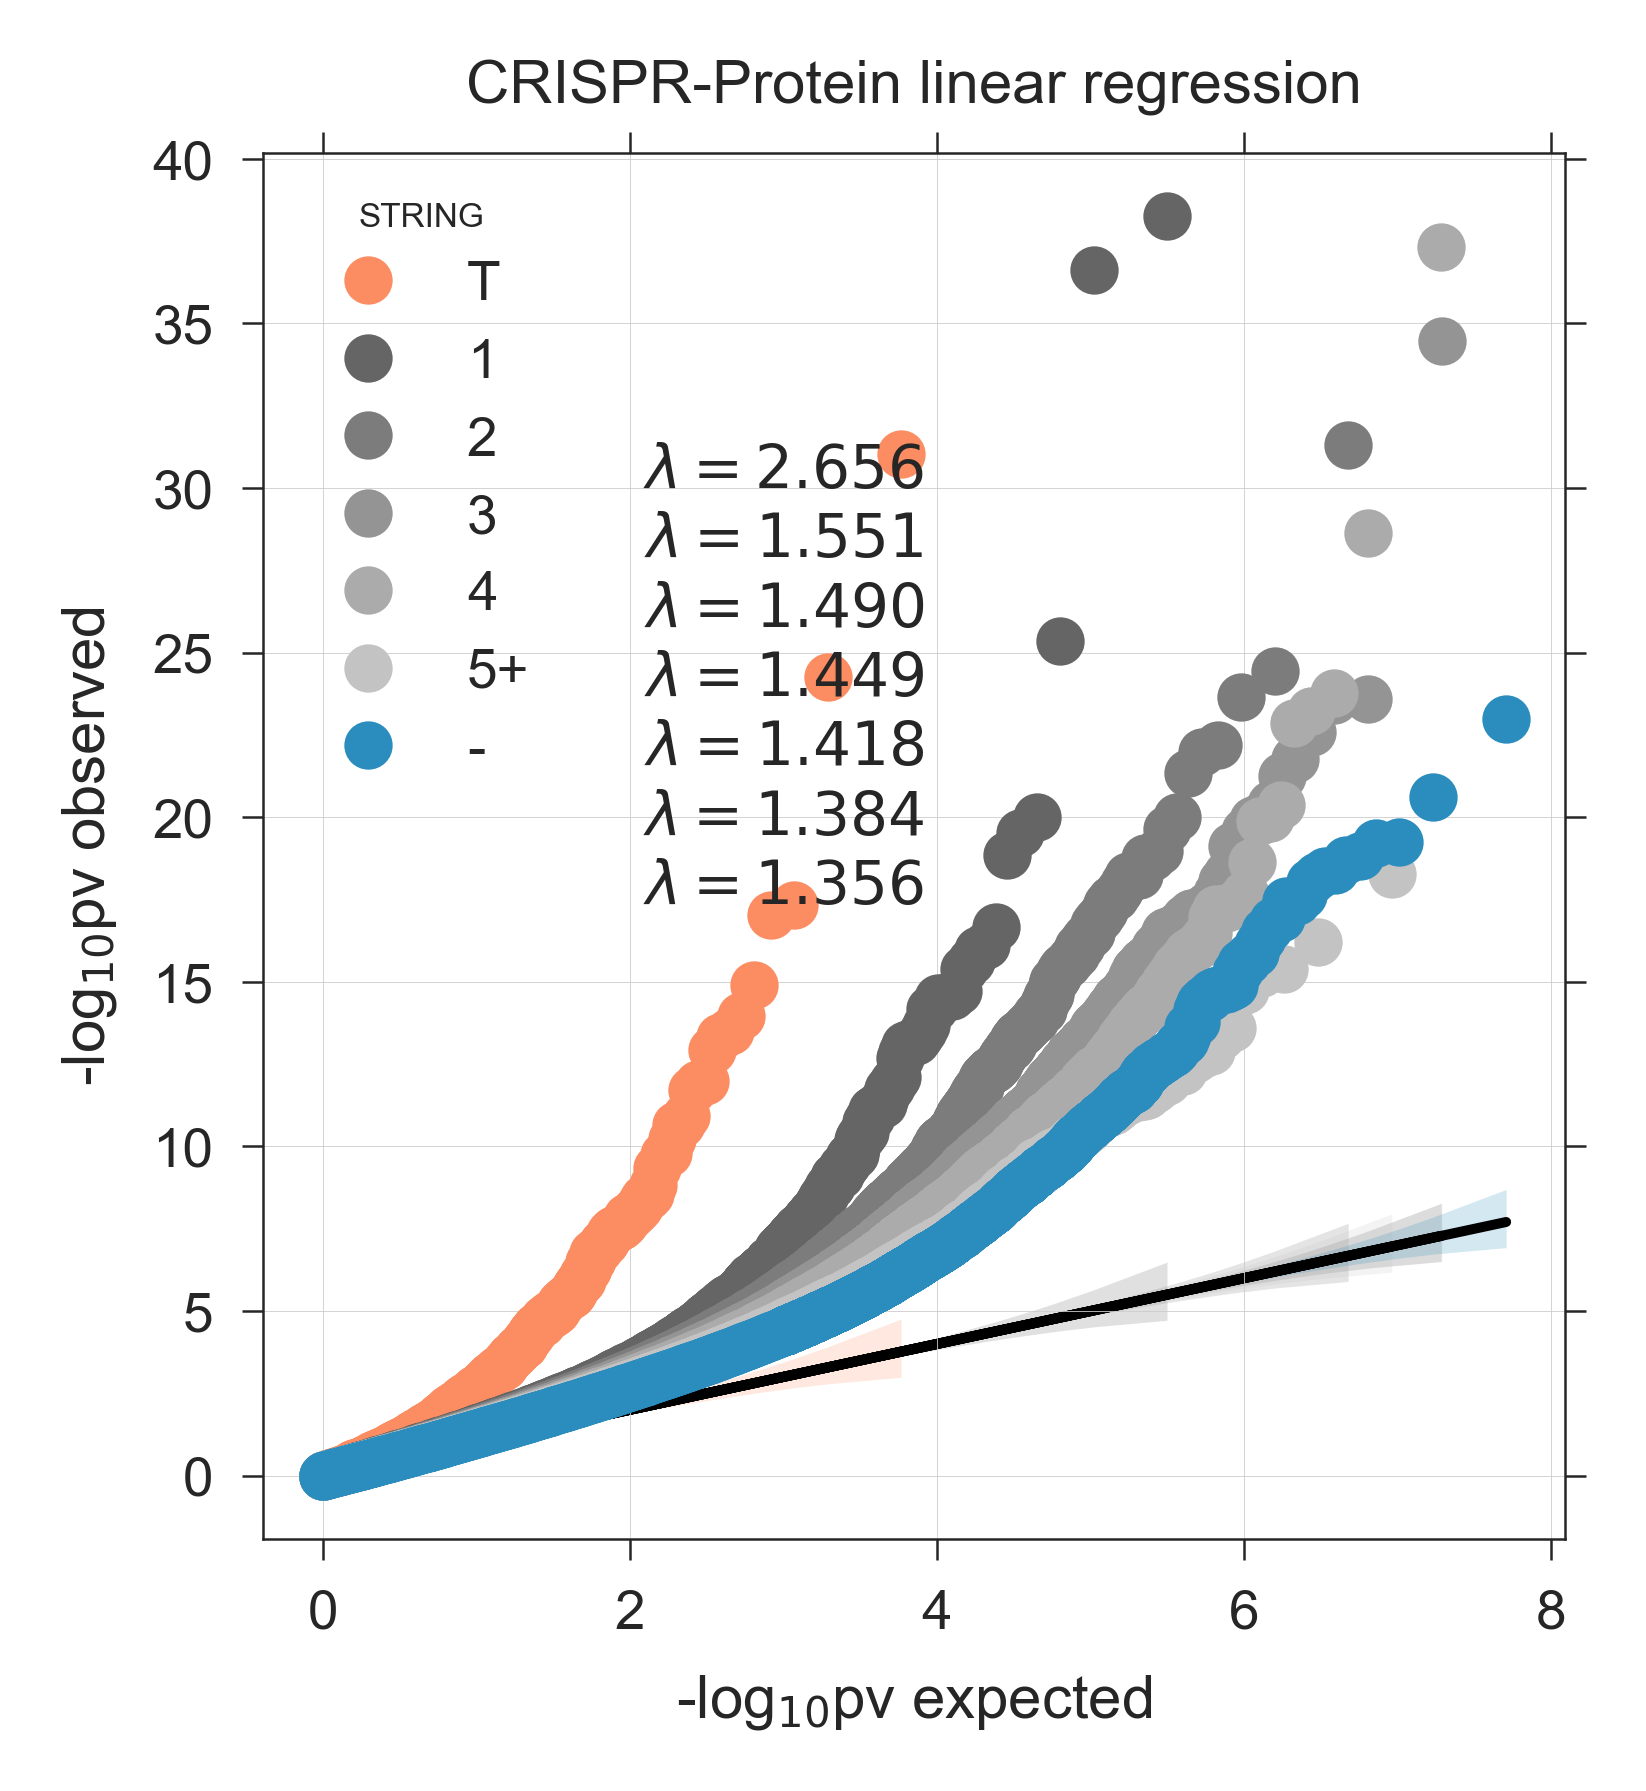 CRISPR-Protein linear regression
40
35
30
25
20
15
10
5
0
-log10pv observed
STRING
T
1
2
3
4
5+
-
λ = 2.656
λ = 1.551
λ = 1.490
λ = 1.449
λ = 1.418
λ = 1.384
λ = 1.356
0 2 4 6 8
-log10pv expected